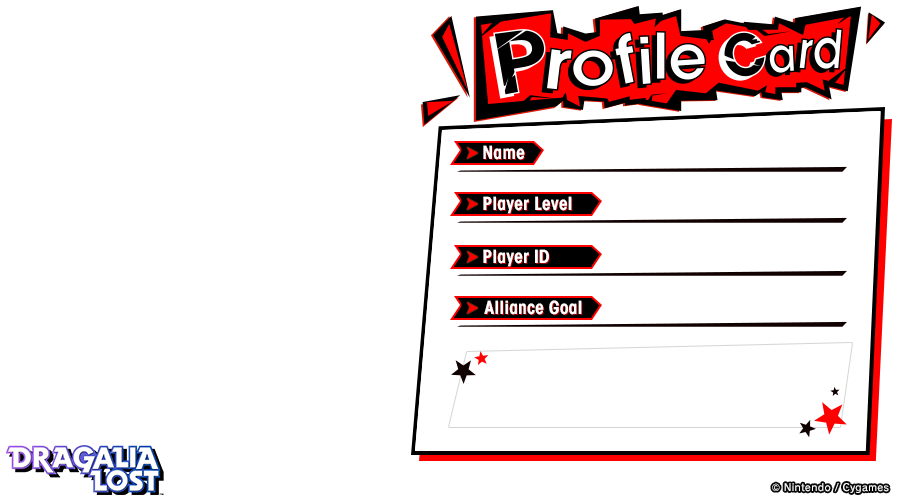 Profile Card
Name
Player Level
Player ID
Alliance Goal
DRAGALIA
LOST
© Nintendo / Cygames